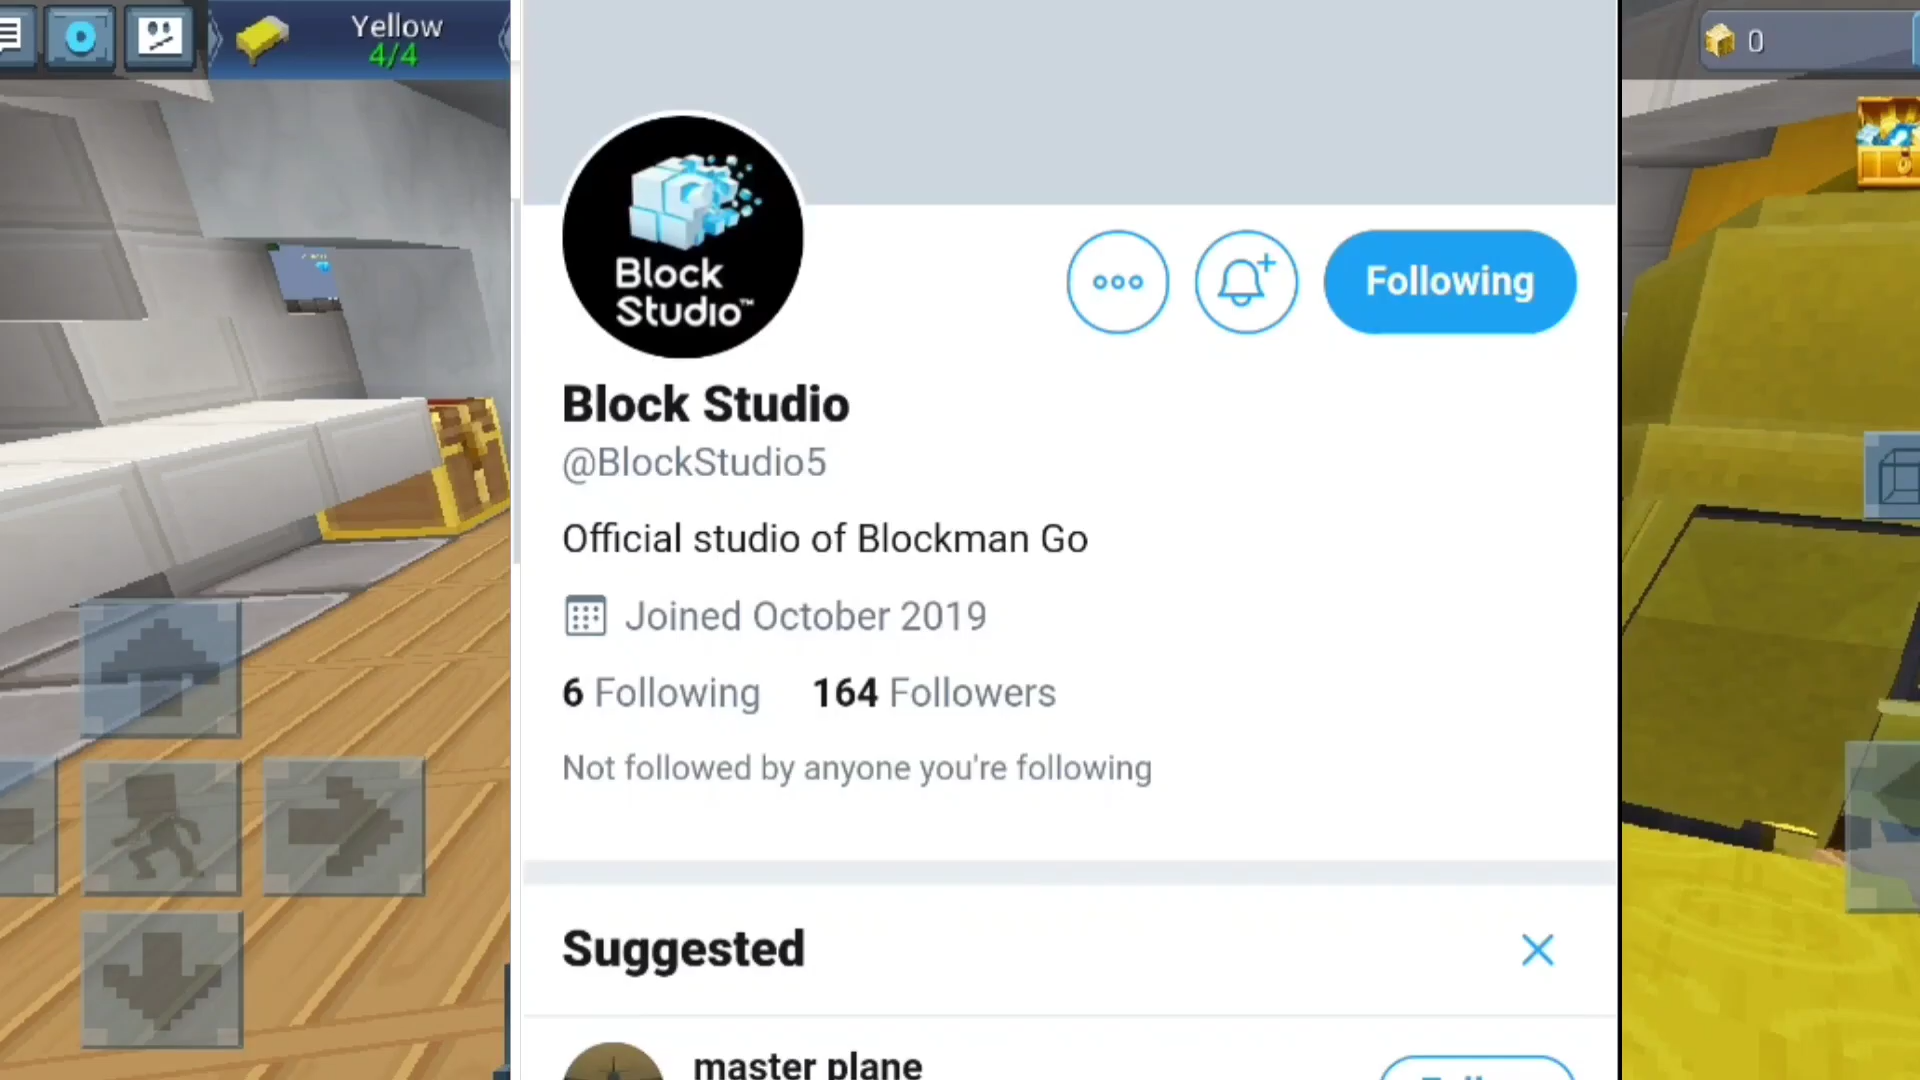 Yellow
4/4
0
Block
Studio™
Following
Block Studio
@BlockStudio5
Official studio of Blockman Go
Joined October 2019
6 Following 164 Followers
Not followed by anyone you're following
Suggested
master plane